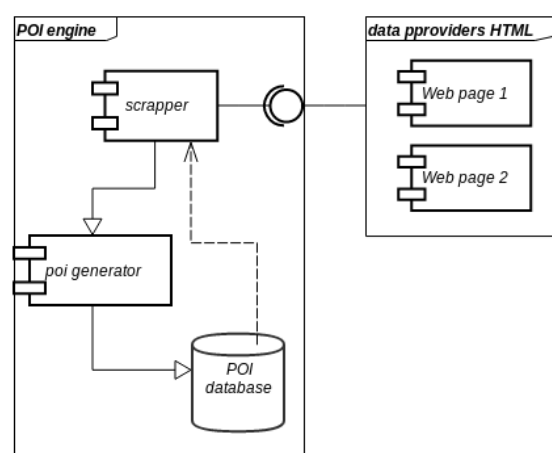 POI engine
data pproviders HTML
scrapper
Web page 1
Web page 2
poi generator
POI
database